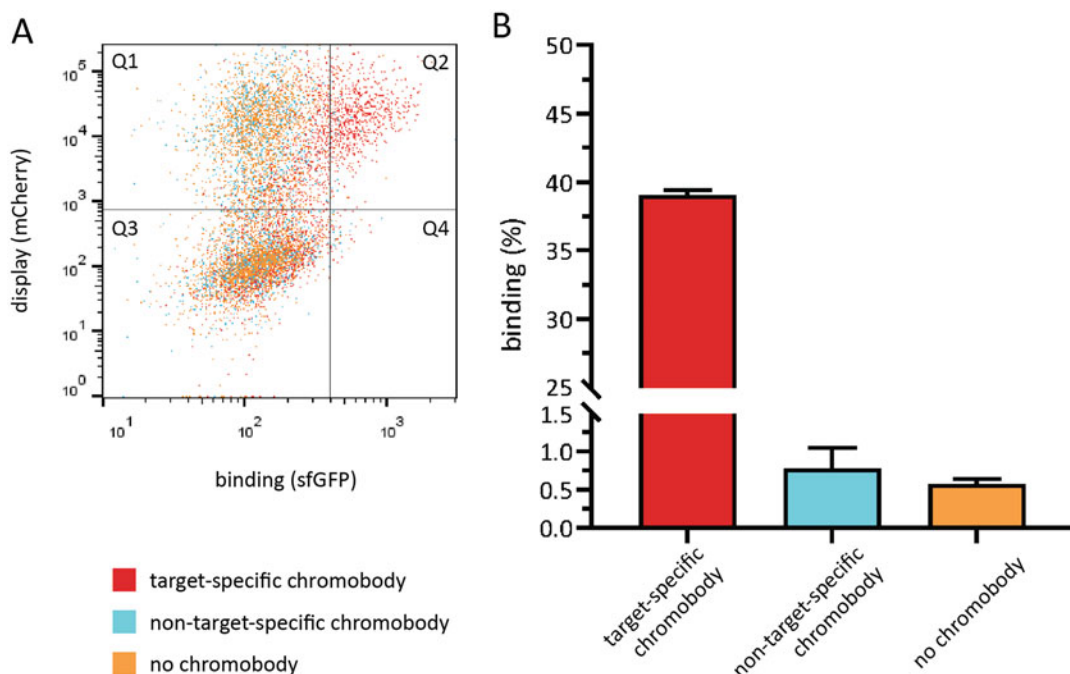 A
Q1
Q2
Q3
Q4
10^5
10^4
10^3
10^2
10^1
10^0
10^1
10^2
10^3
display (mCherry)
binding (sfGFP)
target-specific chromobody
non-target-specific chromobody
no chromobody
B
binding (%)
50
45
40
35
30
25
1.5
1.0
0.5
0.0
target-specific
chromobody
non-target-specific
chromobody
no chromobody